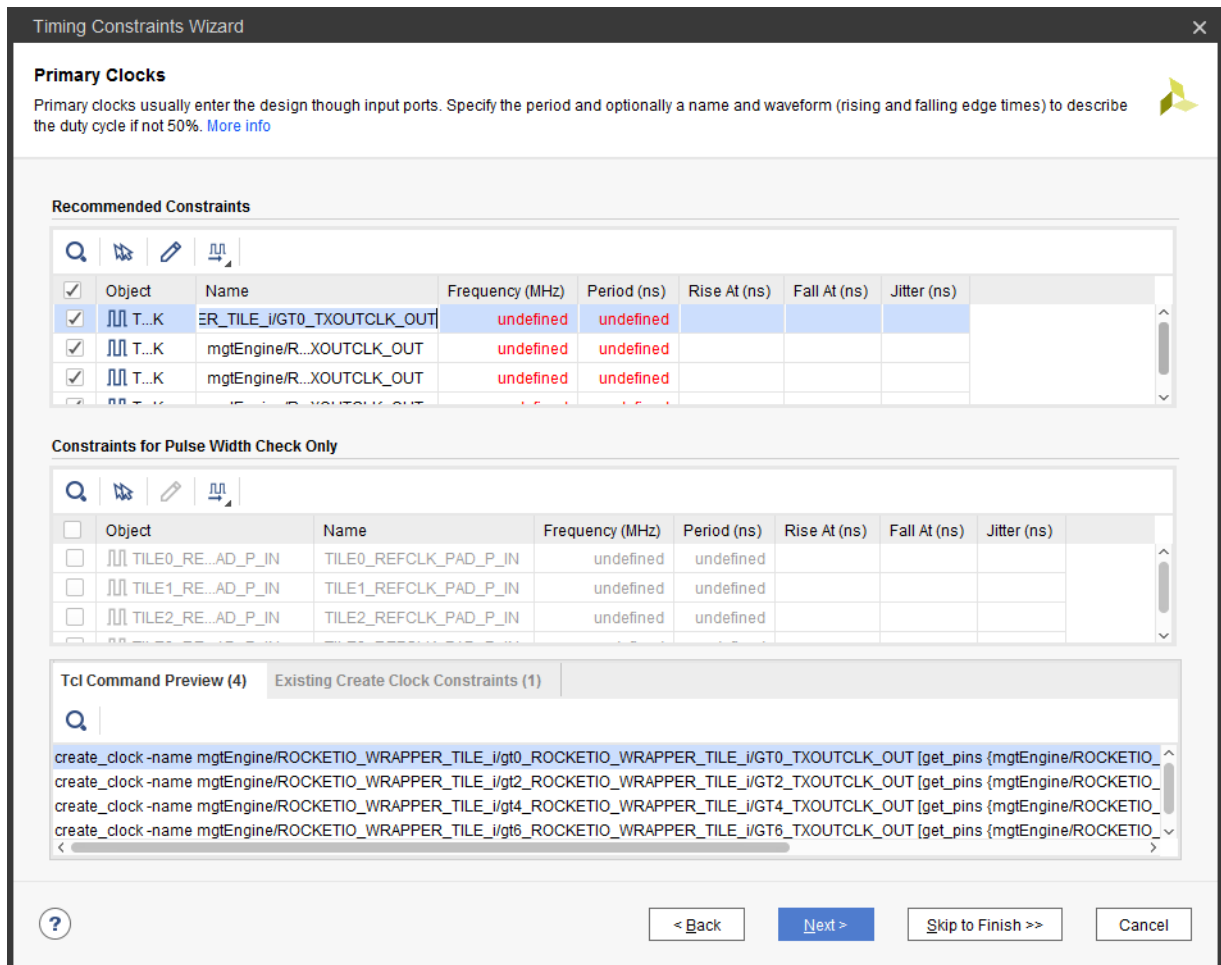 Timing Constraints Wizard
Primary Clocks
Primary clocks usually enter the design though input ports. Specify the period and optionally a name and waveform (rising and falling edge times) to describe
the duty cycle if not 50%. More info
Recommended Constraints
Object Name Frequency (MHz) Period (ns) Rise At (ns) Fall At (ns) Jitter (ns)
T...K ER_TILE_i/GT0_TXOUTCLK_OUT undefined undefined
T...K mgtEngine/R...XOUTCLK_OUT undefined undefined
T...K mgtEngine/R...XOUTCLK_OUT undefined undefined
Constraints for Pulse Width Check Only
Object Name Frequency (MHz) Period (ns) Rise At (ns) Fall At (ns) Jitter (ns)
TILE0_RE...AD_P_IN TILE0_REFCLK_PAD_P_IN undefined undefined
TILE1_RE...AD_P_IN TILE1_REFCLK_PAD_P_IN undefined undefined
TILE2_RE...AD_P_IN TILE2_REFCLK_PAD_P_IN undefined undefined
Tcl Command Preview (4) Existing Create Clock Constraints (1)
create_clock -name mgtEngine/ROCKETIO_WRAPPER_TILE_i/gt0_ROCKETIO_WRAPPER_TILE_i/GT0_TXOUTCLK_OUT [get_pins {mgtEngine/ROCKETIO_
create_clock -name mgtEngine/ROCKETIO_WRAPPER_TILE_i/gt2_ROCKETIO_WRAPPER_TILE_i/GT2_TXOUTCLK_OUT [get_pins {mgtEngine/ROCKETIO_
create_clock -name mgtEngine/ROCKETIO_WRAPPER_TILE_i/gt4_ROCKETIO_WRAPPER_TILE_i/GT4_TXOUTCLK_OUT [get_pins {mgtEngine/ROCKETIO_
create_clock -name mgtEngine/ROCKETIO_WRAPPER_TILE_i/gt6_ROCKETIO_WRAPPER_TILE_i/GT6_TXOUTCLK_OUT [get_pins {mgtEngine/ROCKETIO_
? < Back Next > Skip to Finish >> Cancel